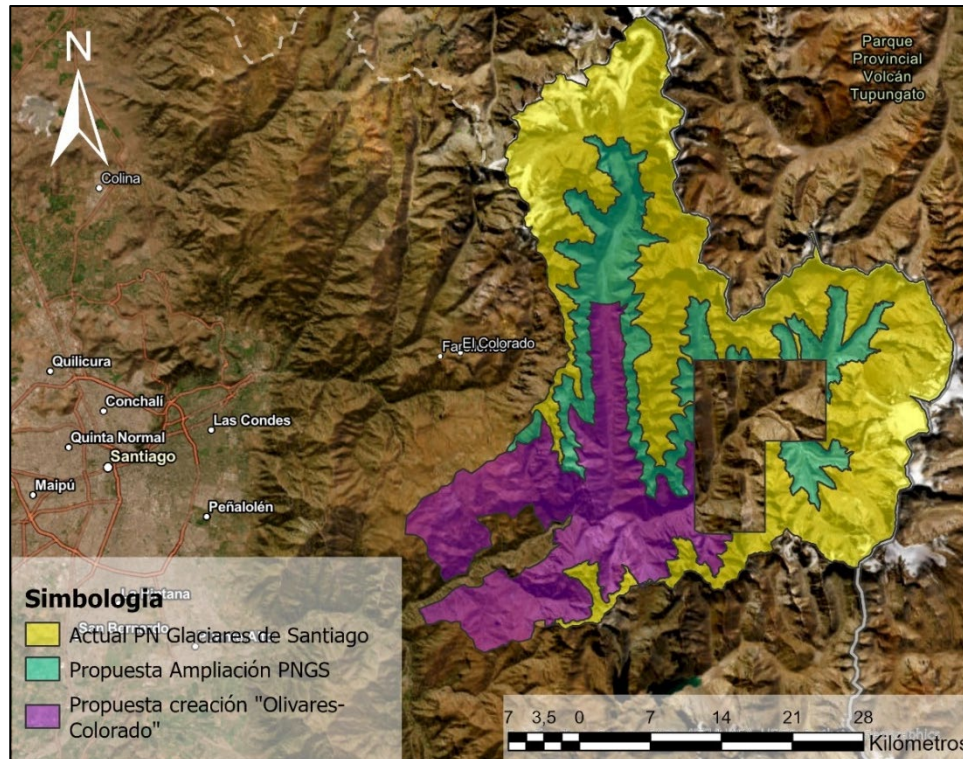 N
Parque
Provincial
Volcán
Tupungato
Colina
El Colorado
Quilicura
Conchalí
Las Condes
Quinta Normal
Santiago
Maipú
Peñalolén
Simbología
Actual PN Glaciares de Santiago
Propuesta Ampliación PNGS
Propuesta creación "Olivares-
Colorado"
San Bernardo
7 3,5 0 7 14 21 28
Kilómetros